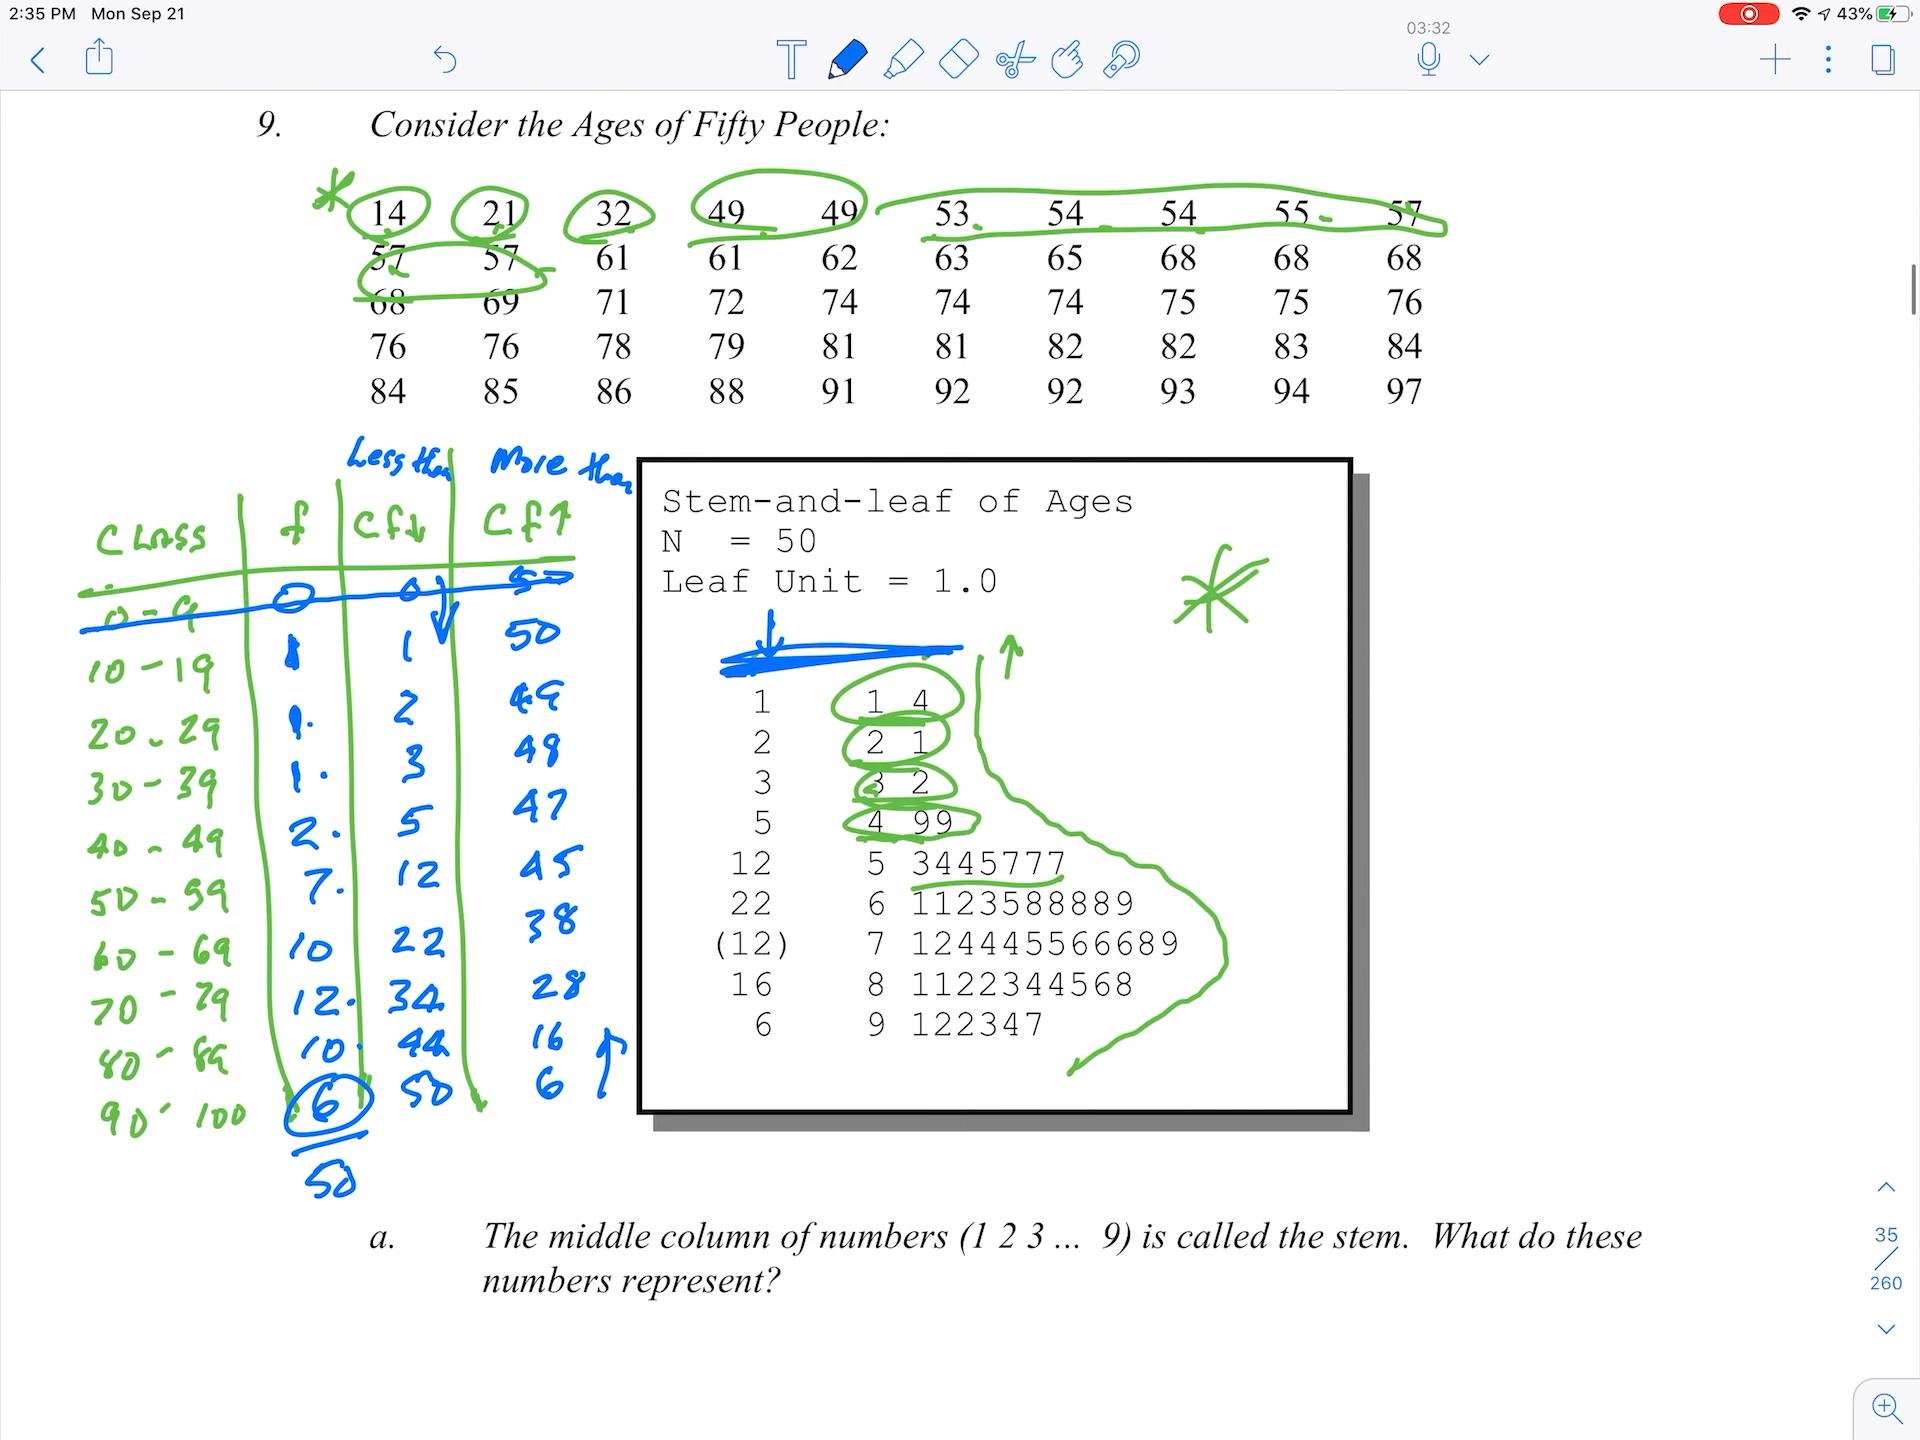 2:35 PM Mon Sep 21
43%
03:32
9. Consider the Ages of Fifty People:
14 21 32 49 49 53 54 54 55 57
57 57 61 61 62 63 65 68 68 68
68 69 71 72 74 74 74 75 75 76
76 76 78 79 81 81 82 82 83 84
84 85 86 88 91 92 92 93 94 97
Less than More than
CLASS f Cf↓ Cf↑
0-9 0 0 50
10-19 1 1 50
20-29 1 2 49
30-39 1 3 48
40-49 2 5 47
50-59 7 12 45
60-69 10 22 38
70-79 12 34 28
80-89 10 44 16
90-100 6 50 6
50
Stem-and-leaf of Ages
N = 50
Leaf Unit = 1.0
1 1 4
2 2 1
3 3 2
5 4 99
12 5 3445777
22 6 1123588889
(12) 7 124445566689
16 8 1122344568
6 9 122347
a. The middle column of numbers (1 2 3 ... 9) is called the stem. What do these
numbers represent?
35
260